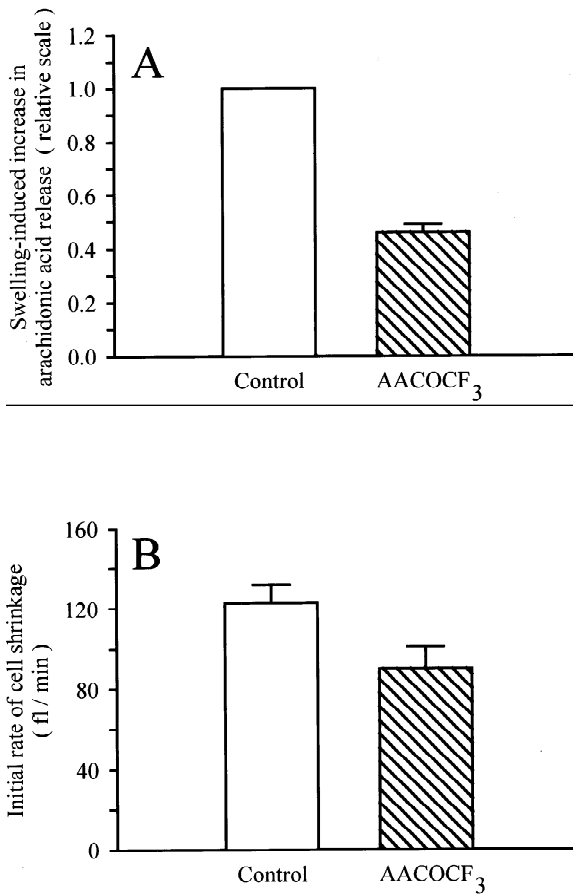 A
Swelling-induced increase in
arachidonic acid release ( relative scale )
1.2
1.0
0.8
0.6
0.4
0.2
0.0
Control
AACOCF3
B
Initial rate of cell shrinkage
( fl / min )
160
120
80
40
0
Control
AACOCF3